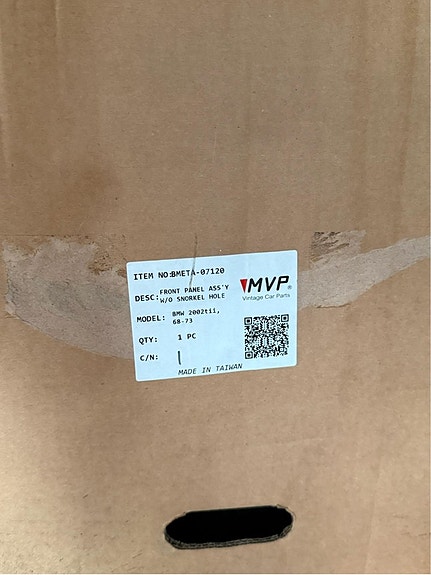 ITEM NO:BMETA-07120
DESC: FRONT PANEL ASS'Y
W/O SNORKEL HOLE
MVP®
Vintage Car Parts
MODEL: BMW 2002tii,
68-73
QTY: 1 PC
C/N: |
MADE IN TAIWAN